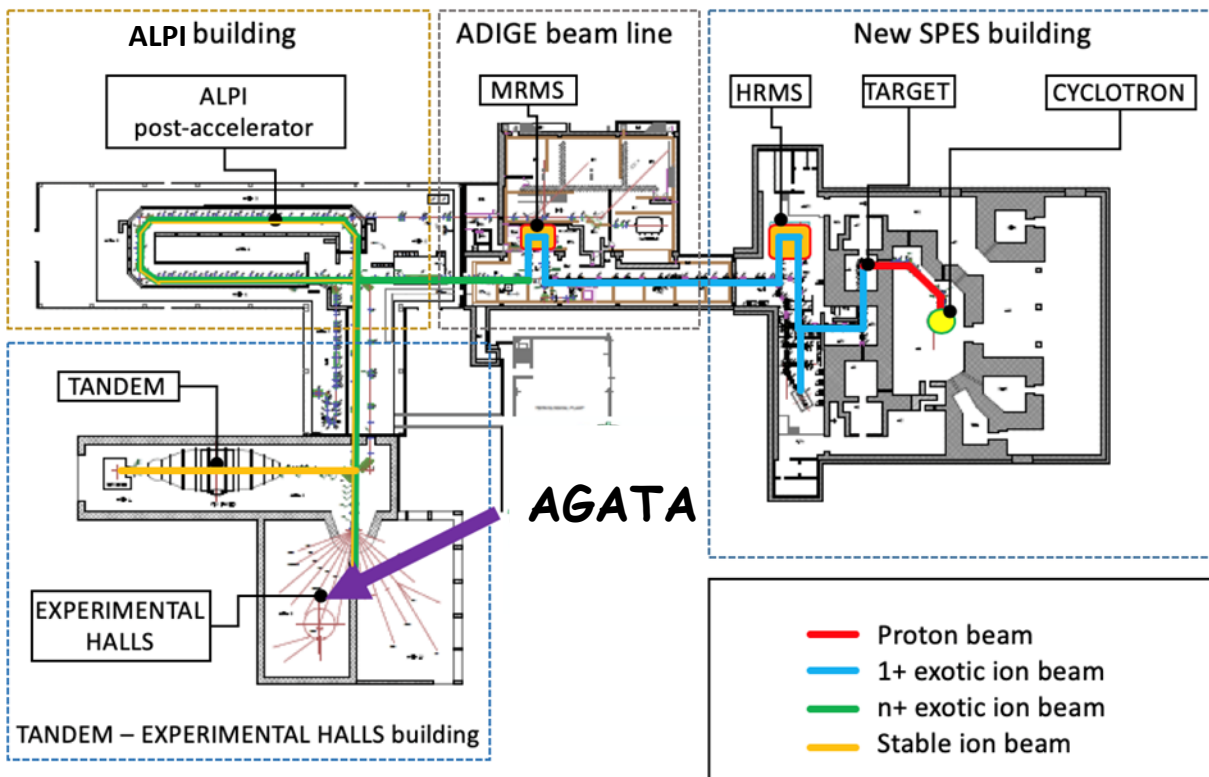 ALPI building
ADIGE beam line
New SPES building
ALPI
post-accelerator
MRMS
HRMS
TARGET
CYCLOTRON
TANDEM
AGATA
EXPERIMENTAL
HALLS
TANDEM – EXPERIMENTAL HALLS building
Proton beam
1+ exotic ion beam
n+ exotic ion beam
Stable ion beam